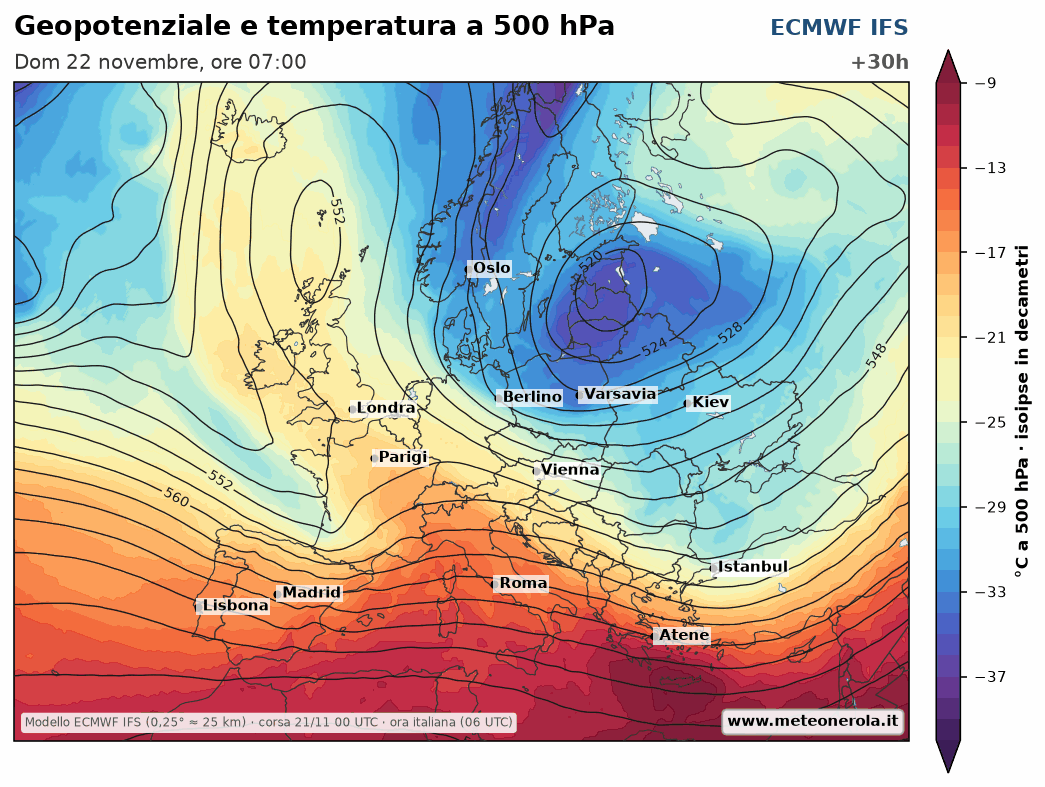 Geopotenziale e temperatura a 500 hPa
ECMWF IFS
Dom 22 novembre, ore 07:00
+30h
−9
−13
−17
−21
−25
−29
−33
−37
°C a 500 hPa · isoipse in decametri
552
520
524
528
548
552
560
Oslo
Berlino
Varsavia
Kiev
Londra
Parigi
Vienna
Istanbul
Roma
Madrid
Lisbona
Atene
Modello ECMWF IFS (0,25° ≈ 25 km) · corsa 21/11 00 UTC · ora italiana (06 UTC)
www.meteonerola.it